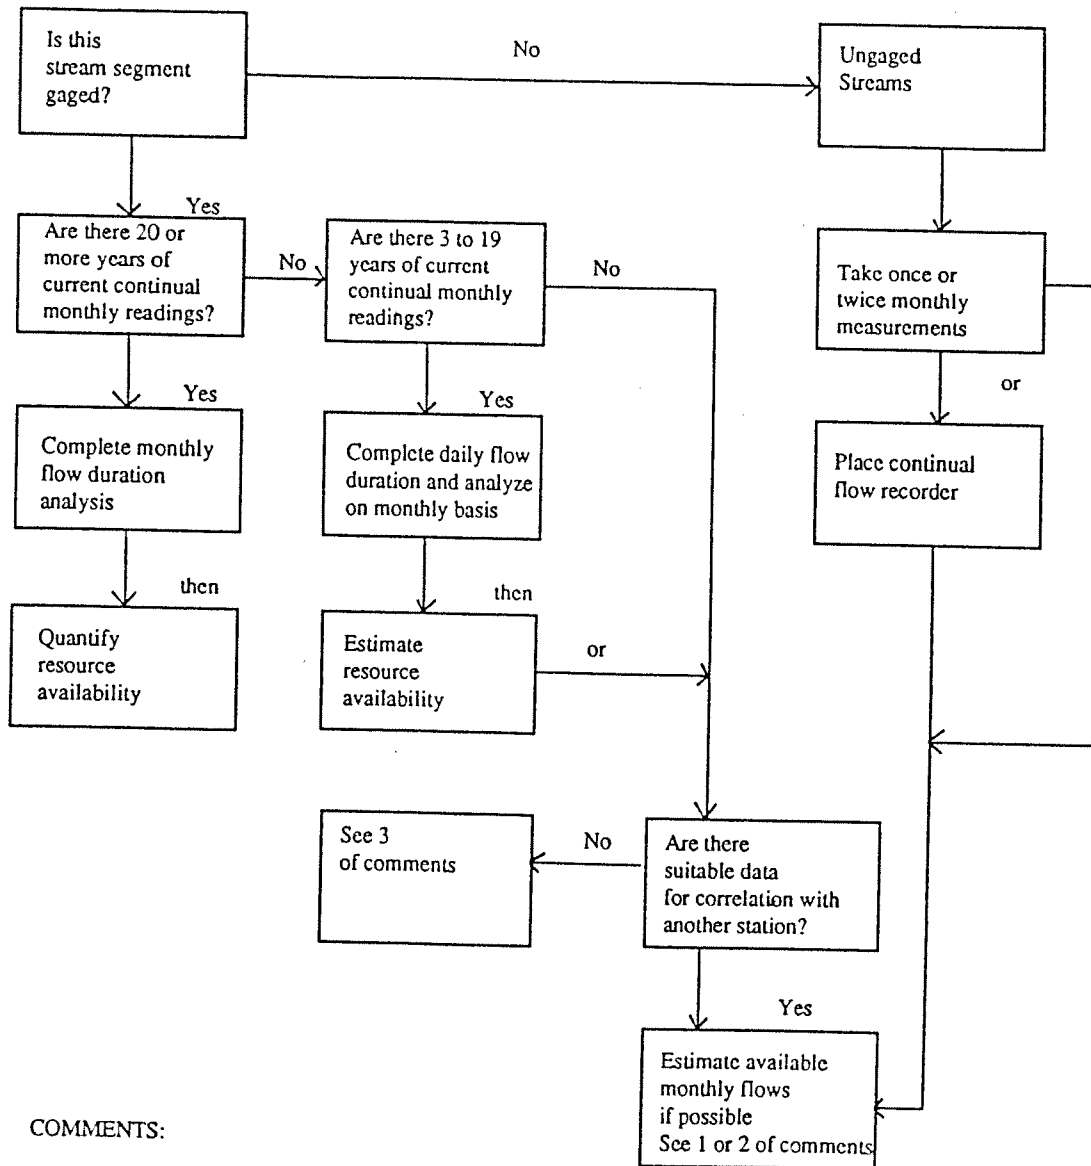 Is this
stream segment
gaged?
No
Ungaged
Streams
Yes
Are there 20 or
more years of
current continual
monthly readings?
No
Are there 3 to 19
years of current
continual monthly
readings?
No
Take once or
twice monthly
measurements
or
Yes
Complete monthly
flow duration
analysis
Yes
Complete daily flow
duration and analyze
on monthly basis
Place continual
flow recorder
then
Quantify
resource
availability
then
Estimate
resource
availability
or
See 3
of comments
No
Are there
suitable data
for correlation with
another station?
Yes
Estimate available
monthly flows
if possible
See 1 or 2 of comments
COMMENTS: